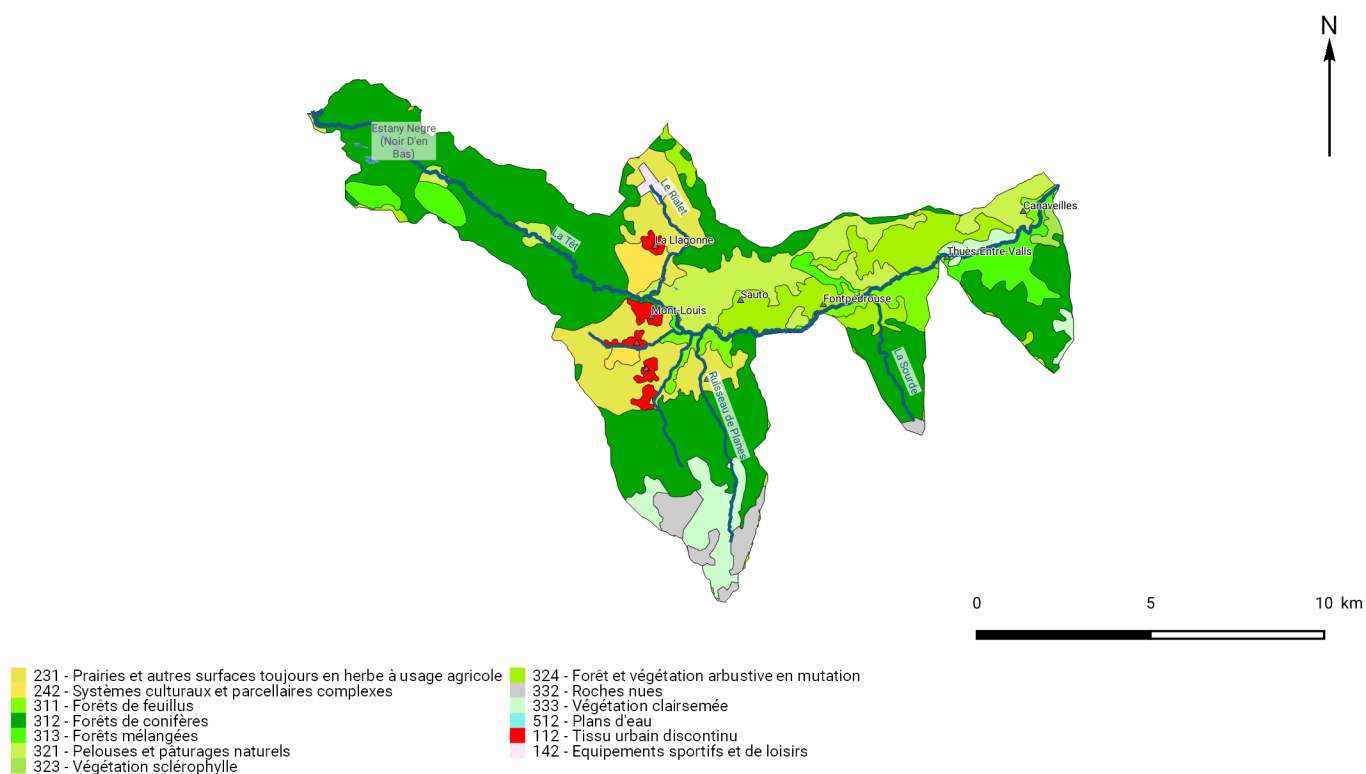 N
Estany Negre
(Noir D'en
Bas)
Le Rialet
Canaveilles
La Têt
La Llagonne
Thuès-Entre-Valls
Sauto
Fontpédrouse
Mont-Louis
La Sourde
Ruisseau de Planès
0 5 10 km
231 - Prairies et autres surfaces toujours en herbe à usage agricole
242 - Systèmes culturaux et parcellaires complexes
311 - Forêts de feuillus
312 - Forêts de conifères
313 - Forêts mélangées
321 - Pelouses et pâturages naturels
323 - Végétation sclérophylle
324 - Forêt et végétation arbustive en mutation
332 - Roches nues
333 - Végétation clairsemée
512 - Plans d'eau
112 - Tissu urbain discontinu
142 - Equipements sportifs et de loisirs